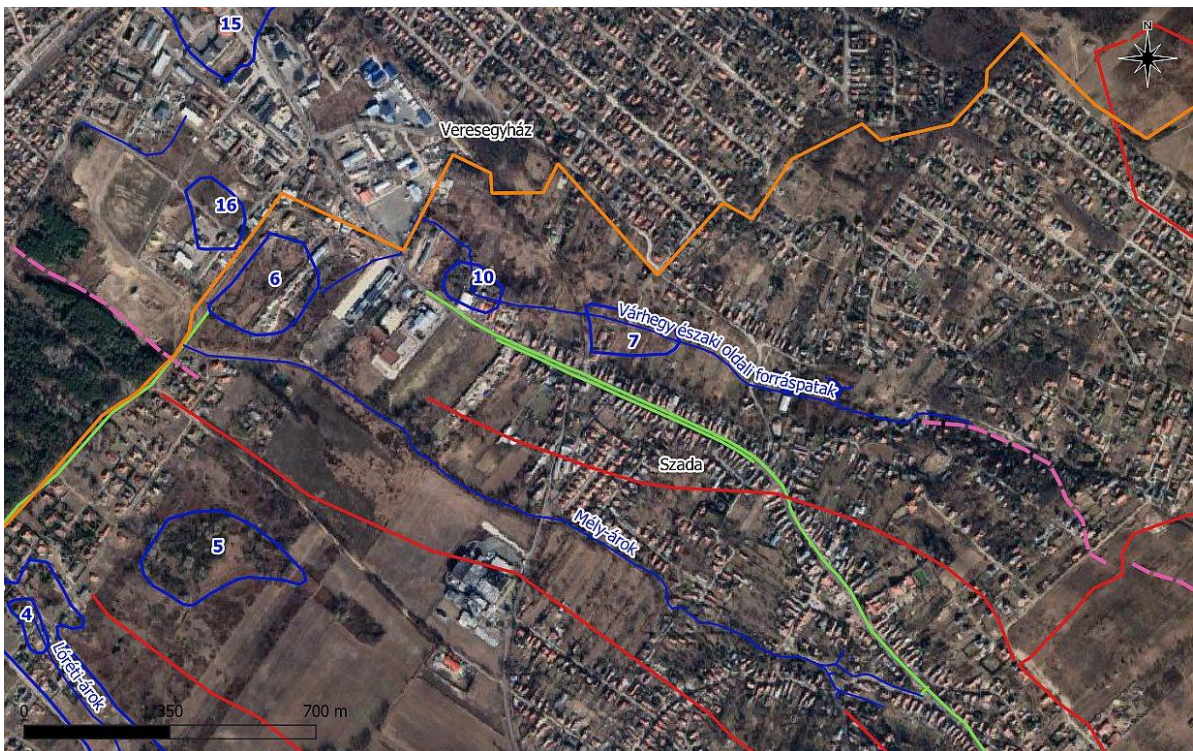 15
N
Veresegyház
16
6
10
Várhegy északi oldali forráspatak
7
Szada
Mély-árok
5
4
Lóréti-árok
0 350 700 m